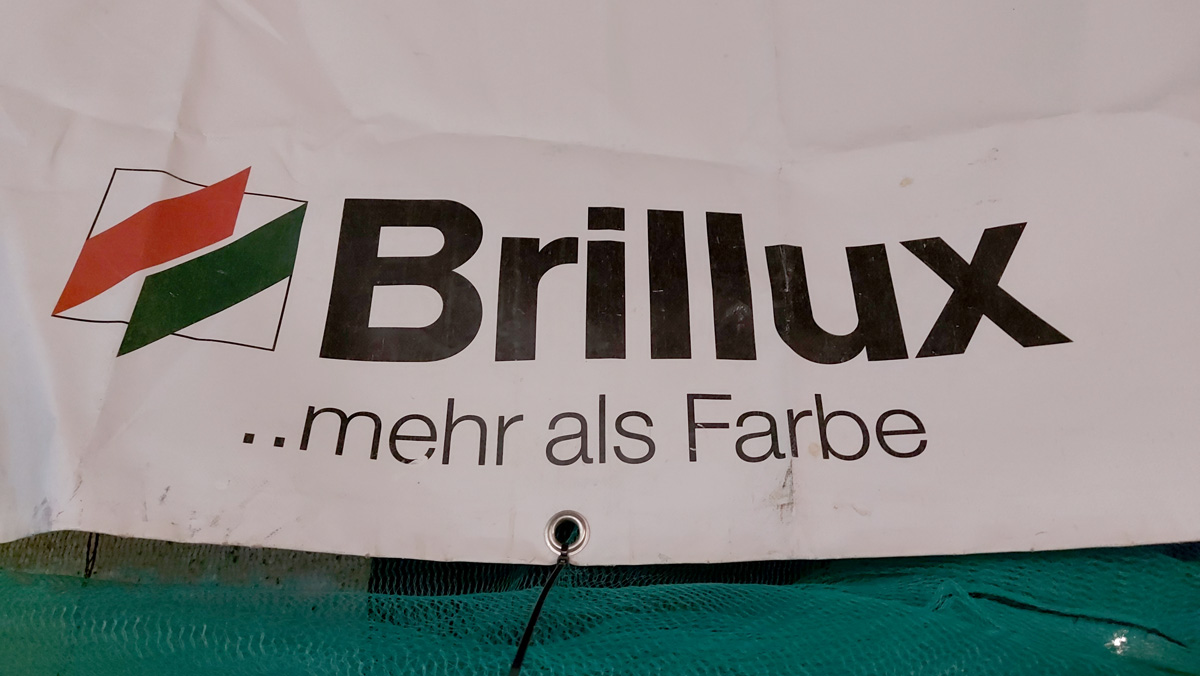 Brillux
..mehr als Farbe